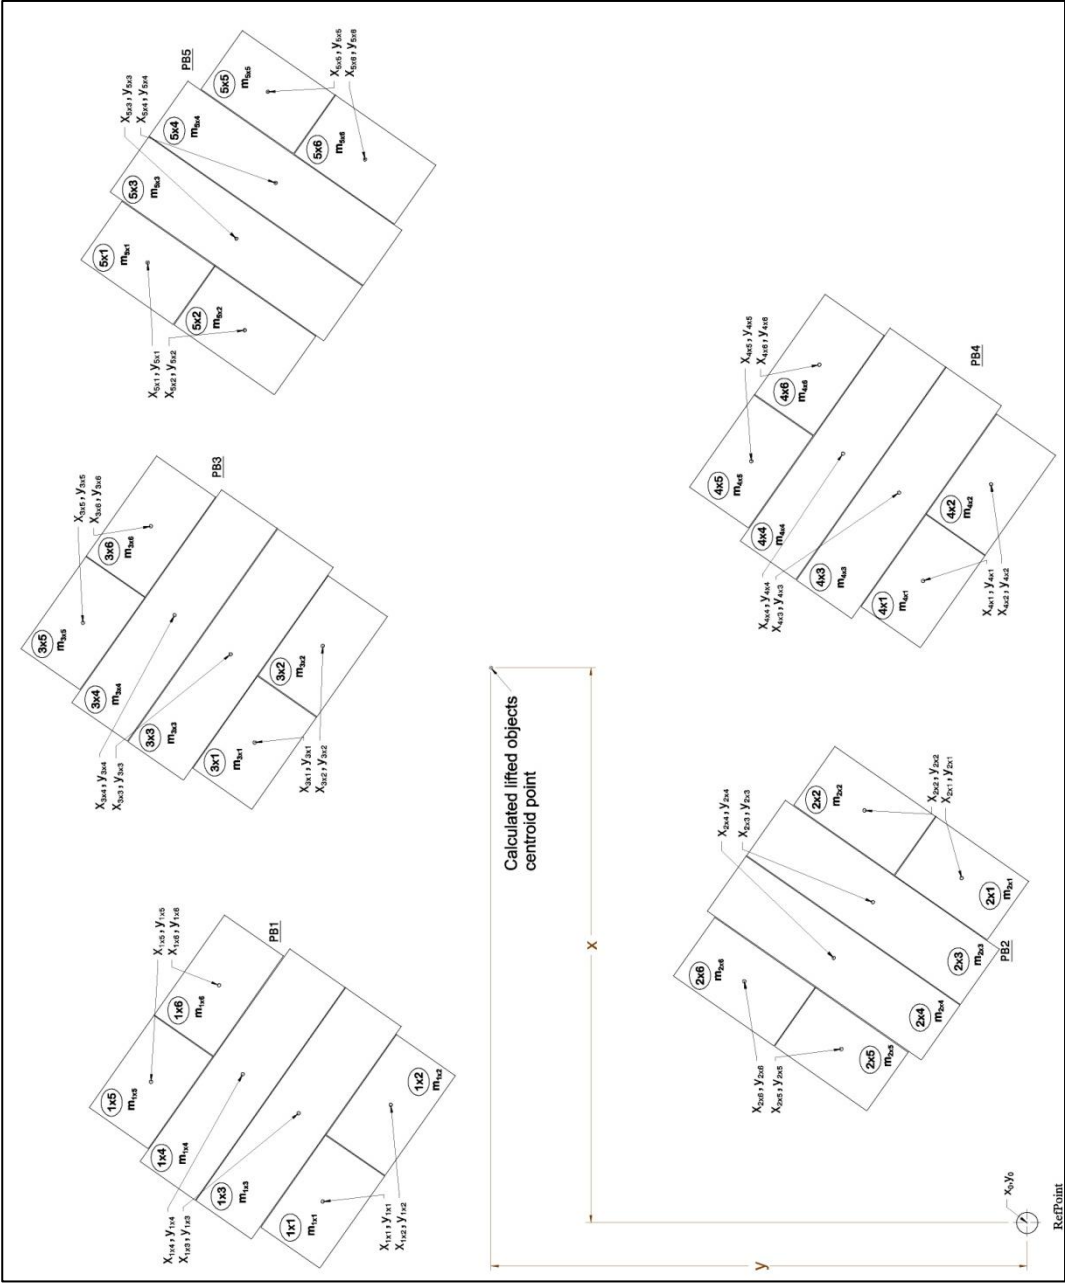 PB1
1x1
m1x1
1x2
m1x2
1x3
m1x3
1x4
m1x4
1x5
m1x5
1x6
m1x6
X1x4, y1x4
X1x3, y1x3
X1x5, y1x5
X1x6, y1x6
X1x1, y1x1
X1x2, y1x2
PB3
3x1
m3x1
3x2
m3x2
3x3
m3x3
3x4
m3x4
3x5
m3x5
3x6
m3x6
X3x4, y3x4
X3x3, y3x3
X3x5, y3x5
X3x6, y3x6
X3x1, y3x1
X3x2, y3x2
PB5
5x1
m5x1
5x2
m5x2
5x3
m5x3
5x4
m5x4
5x5
m5x5
5x6
m5x6
X5x3, y5x3
X5x4, y5x4
X5x1, y5x1
X5x2, y5x2
X5x5, y5x5
X5x6, y5x6
Calculated lifted objects
centroid point
x
y
PB2
2x1
m2x1
2x2
m2x2
2x3
m2x3
2x4
m2x4
2x5
m2x5
2x6
m2x6
X2x4, y2x4
X2x3, y2x3
X2x6, y2x6
X2x5, y2x5
X2x2, y2x2
X2x1, y2x1
PB4
4x1
m4x1
4x2
m4x2
4x3
m4x3
4x4
m4x4
4x5
m4x5
4x6
m4x6
X4x5, y4x5
X4x6, y4x6
X4x4, y4x4
X4x3, y4x3
X4x1, y4x1
X4x2, y4x2
x0,y0
RefPoint